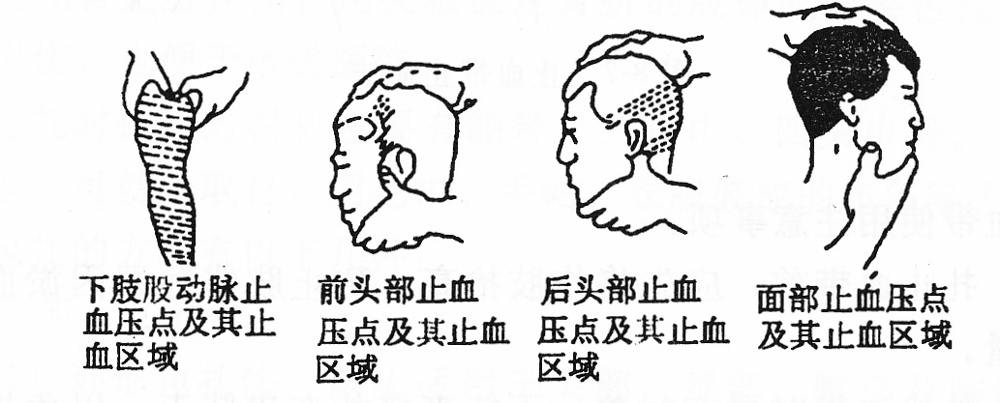 下肢股动脉止
血压点及其止
血区域
前头部止血
压点及其止血
区域
后头部止血
压点及其止血
区域
面部止血压点
及其止血区域